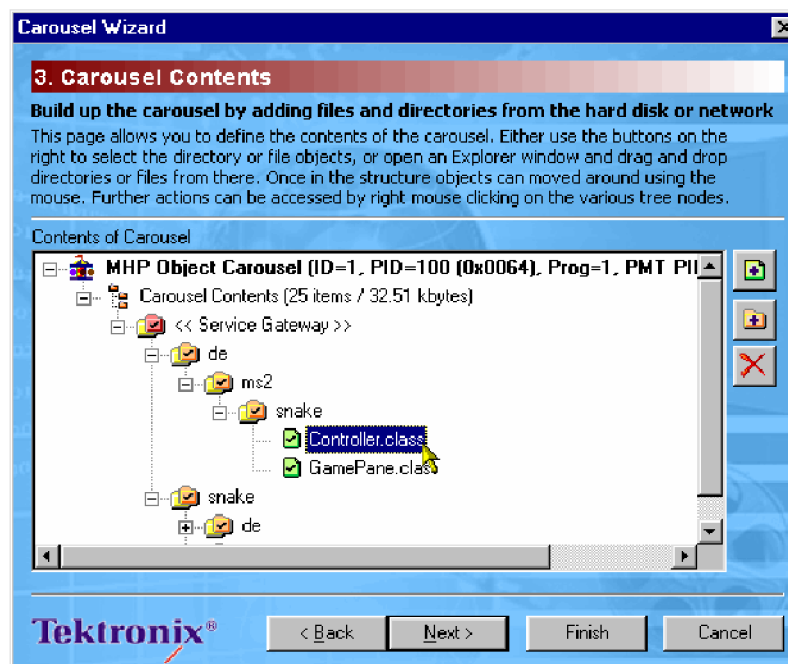 Carousel Wizard
3. Carousel Contents
Build up the carousel by adding files and directories from the hard disk or network
This page allows you to define the contents of the carousel. Either use the buttons on the
right to select the directory or file objects, or open an Explorer window and drag and drop
directories or files from there. Once in the structure objects can moved around using the
mouse. Further actions can be accessed by right mouse clicking on the various tree nodes.
Contents of Carousel
MHP Object Carousel (ID=1, PID=100 (0x0064), Prog=1, PMT PII
Carousel Contents (25 items / 32.51 kbytes)
<< Service Gateway >>
de
ms2
snake
Controller.class
GamePane.class
snake
de
Tektronix®
< Back
Next >
Finish
Cancel